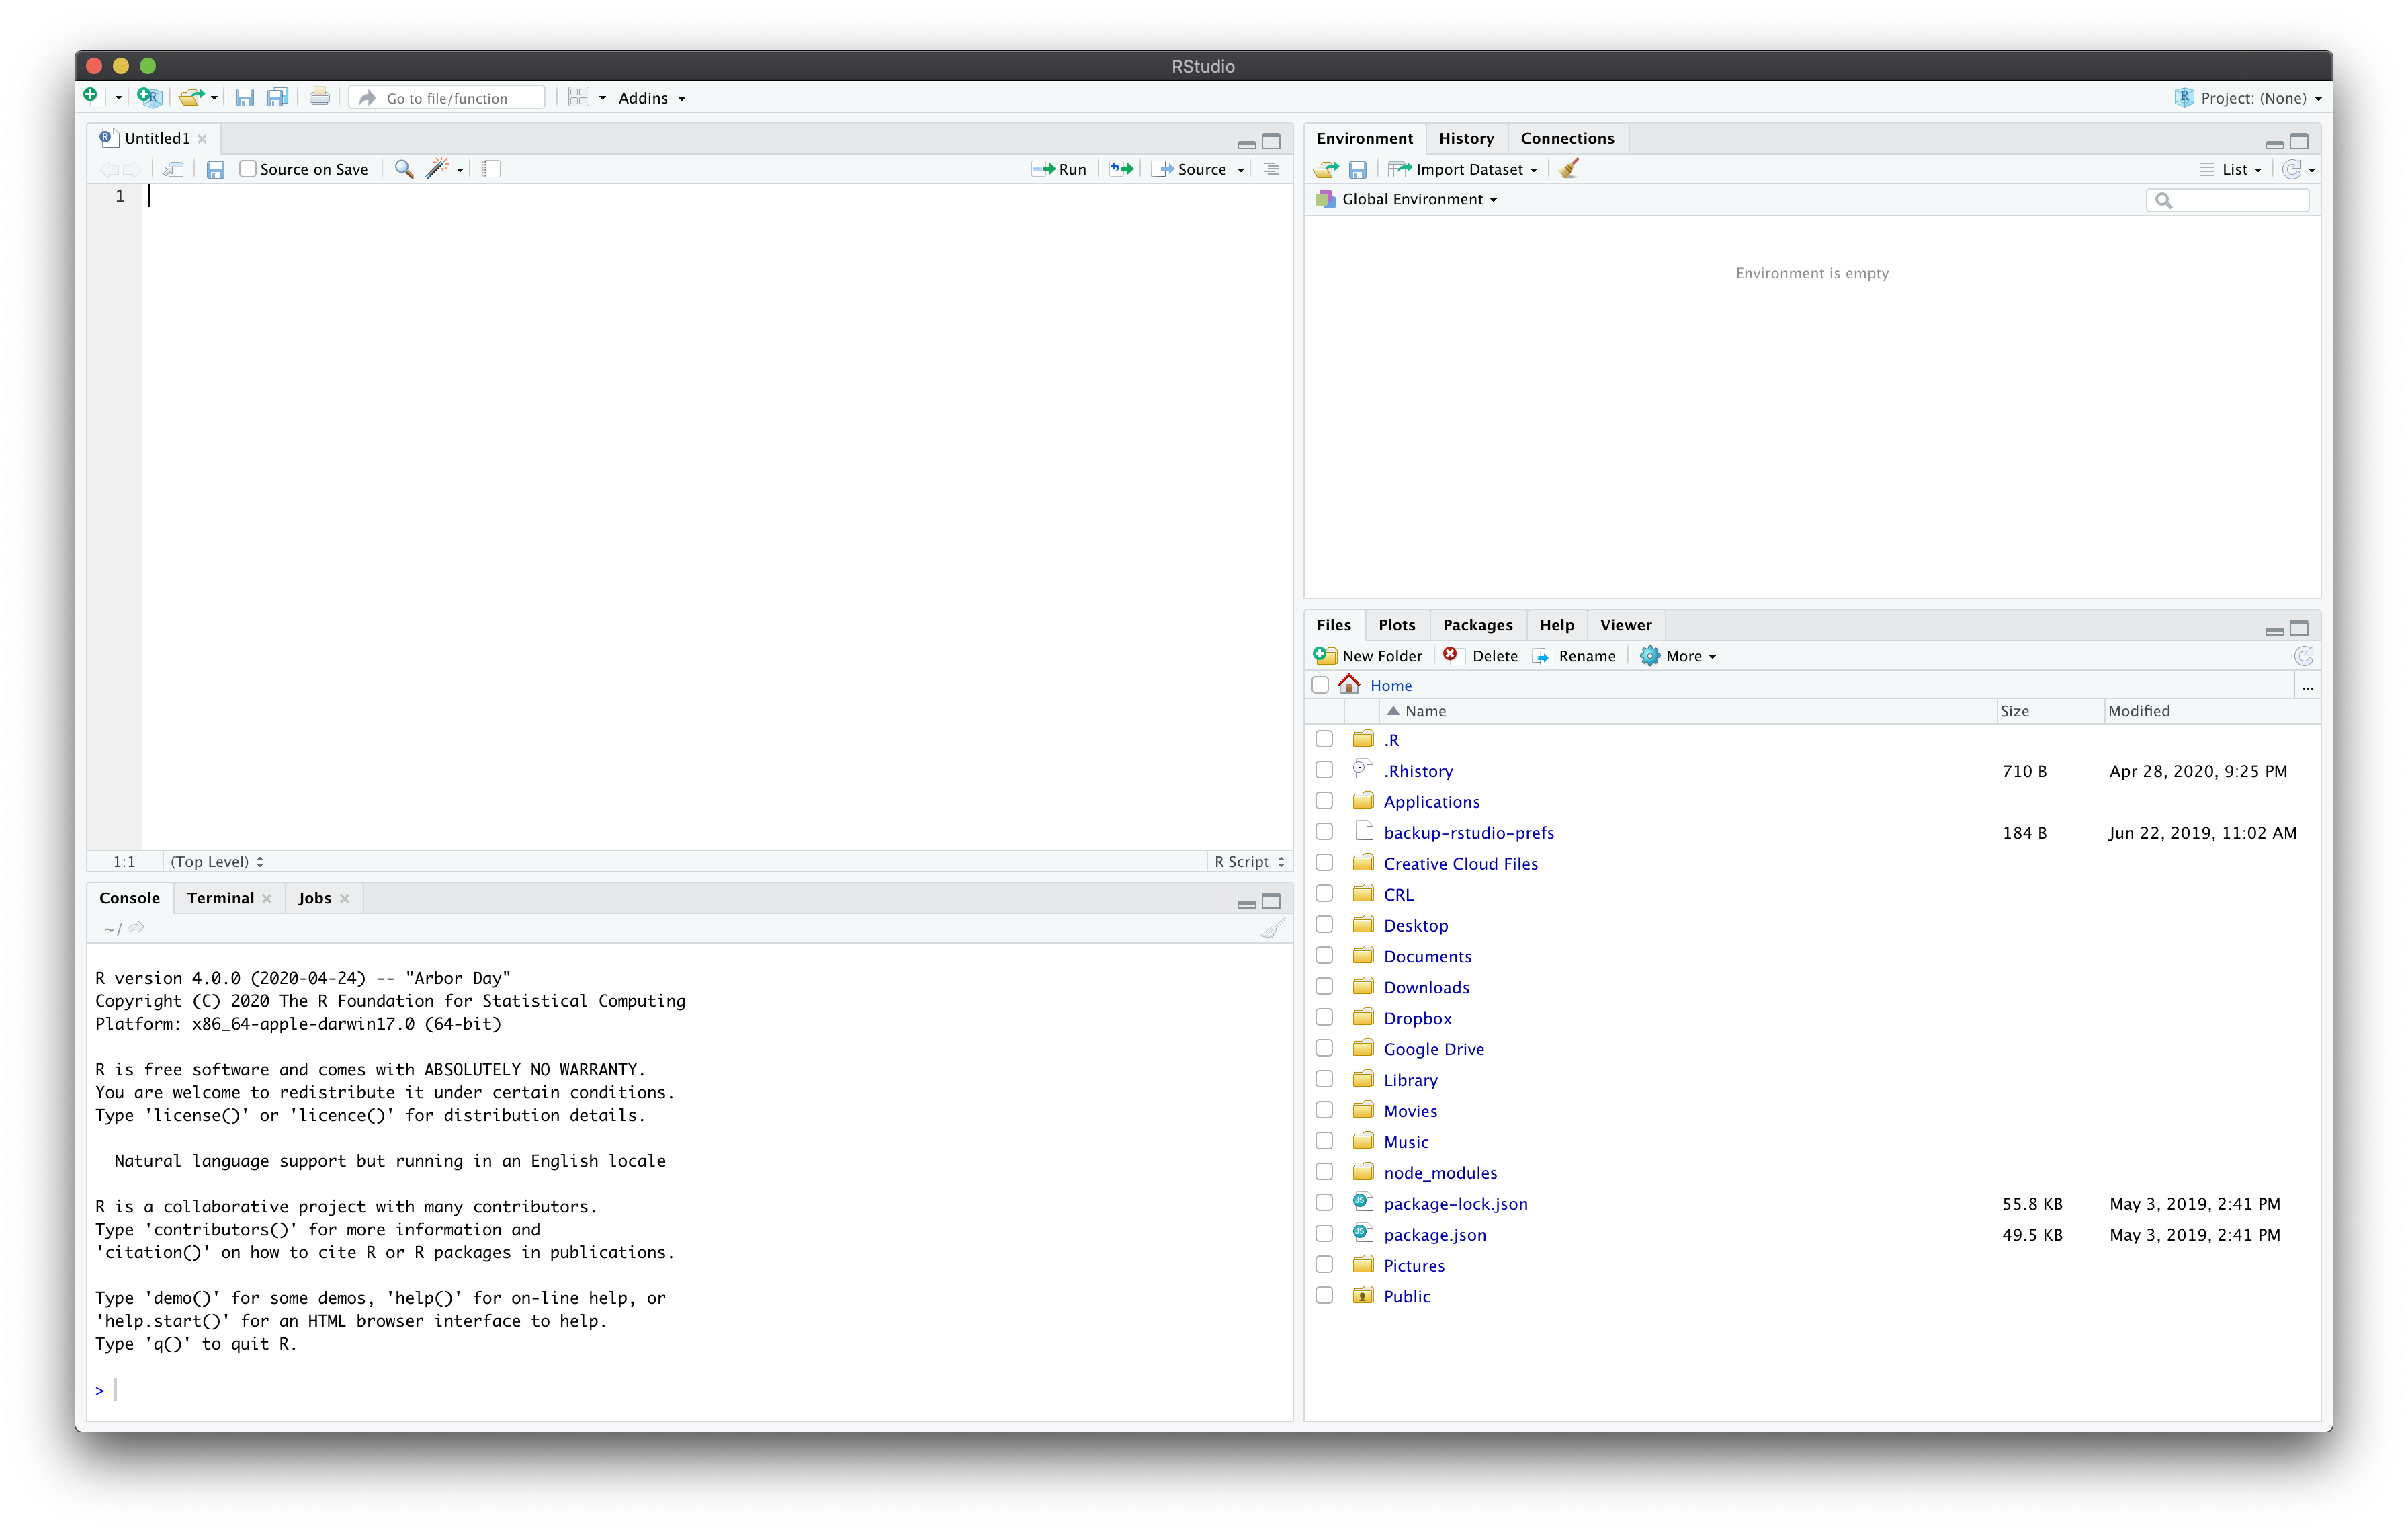 RStudio
Go to file/function
Addins
Project: (None)
Untitled1
Source on Save
Run
Source
1
1:1
(Top Level)
R Script
Console
Terminal
Jobs
~/
R version 4.0.0 (2020-04-24) -- "Arbor Day"
Copyright (C) 2020 The R Foundation for Statistical Computing
Platform: x86_64-apple-darwin17.0 (64-bit)
R is free software and comes with ABSOLUTELY NO WARRANTY.
You are welcome to redistribute it under certain conditions.
Type 'license()' or 'licence()' for distribution details.
Natural language support but running in an English locale
R is a collaborative project with many contributors.
Type 'contributors()' for more information and
'citation()' on how to cite R or R packages in publications.
Type 'demo()' for some demos, 'help()' for on-line help, or
'help.start()' for an HTML browser interface to help.
Type 'q()' to quit R.
>
Environment
History
Connections
Import Dataset
List
Global Environment
Environment is empty
Files
Plots
Packages
Help
Viewer
New Folder
Delete
Rename
More
Home
...
Name Size Modified
.R
.Rhistory 710 B Apr 28, 2020, 9:25 PM
Applications
backup-rstudio-prefs 184 B Jun 22, 2019, 11:02 AM
Creative Cloud Files
CRL
Desktop
Documents
Downloads
Dropbox
Google Drive
Library
Movies
Music
node_modules
package-lock.json 55.8 KB May 3, 2019, 2:41 PM
package.json 49.5 KB May 3, 2019, 2:41 PM
Pictures
Public